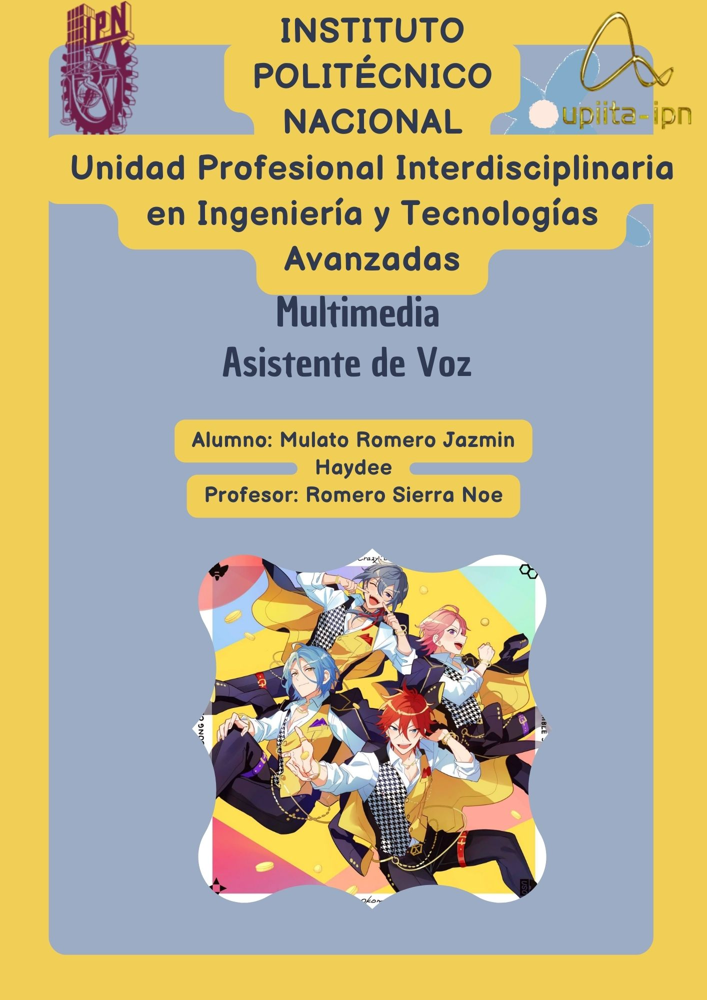 IPN
INSTITUTO
POLITÉCNICO
NACIONAL
upiita-ipn
Unidad Profesional Interdisciplinaria
en Ingeniería y Tecnologías
Avanzadas
Multimedia
Asistente de Voz
Alumno: Mulato Romero Jazmin
Haydee
Profesor: Romero Sierra Noe
Crazy: